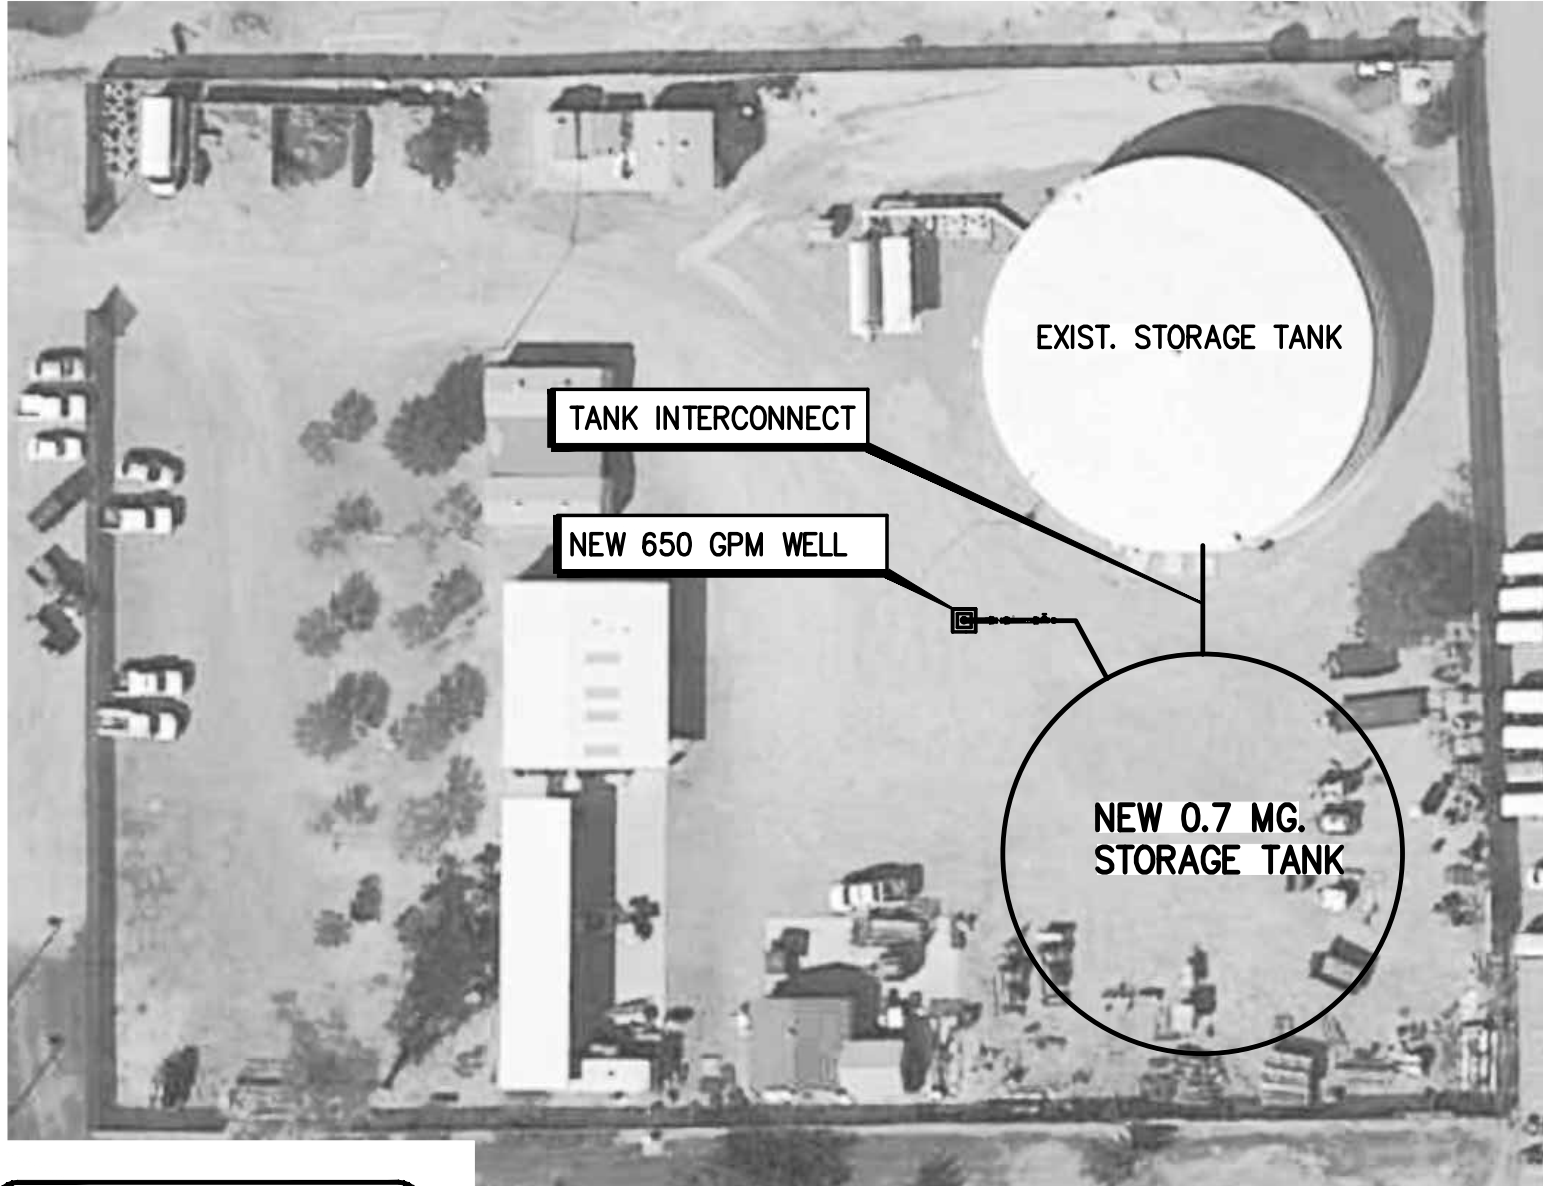 EXIST. STORAGE TANK
TANK INTERCONNECT
NEW 650 GPM WELL
NEW 0.7 MG.
STORAGE TANK